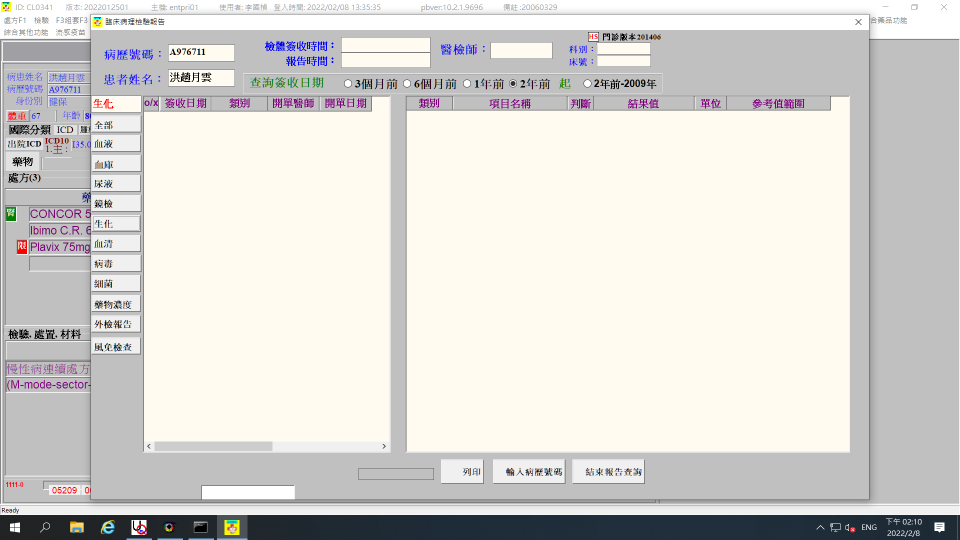 ID: CL0341 版本: 2022012501 主檔: entpri01 使用者: 李國楨 登入時間: 2022/02/08 13:35:35 pbver:10.2.1.9696 備註:20060329
處方F1 檢驗 F3組套F3
綜合其他功能 流感疫苗
臨床病理檢驗報告
病歷號碼： A976711
檢體簽收時間：
報告時間：
醫檢師：
HS 門診版本201406
科別：
床號：
患者姓名： 洪趙月雲
查詢簽收日期 3個月前 6個月前 1年前 2年前 起 2年前-2009年
病患姓名 洪趙月雲
病歷號碼 A976711
身份別 健保
體重 67 年齡
國際分類 ICD
出院ICD ICD10 1.主: I35.0
藥物
處方(3)
藥
腎 CONCOR 5
Ibimo C.R. 6
限 Plavix 75mg
檢驗, 處置, 材料
慢性病連續處方
(M-mode-sector-
1111-0
05209
生化
全部
血液
血庫
尿液
鏡檢
生化
血清
病毒
細菌
藥物濃度
外檢報告
風免檢查
o/x 簽收日期 類別 開單醫師 開單日期
類別 項目名稱 判斷 結果值 單位 參考值範圍
列印 輸入病歷號碼 結束報告查詢
Ready
ENG
下午 02:10
2022/2/8